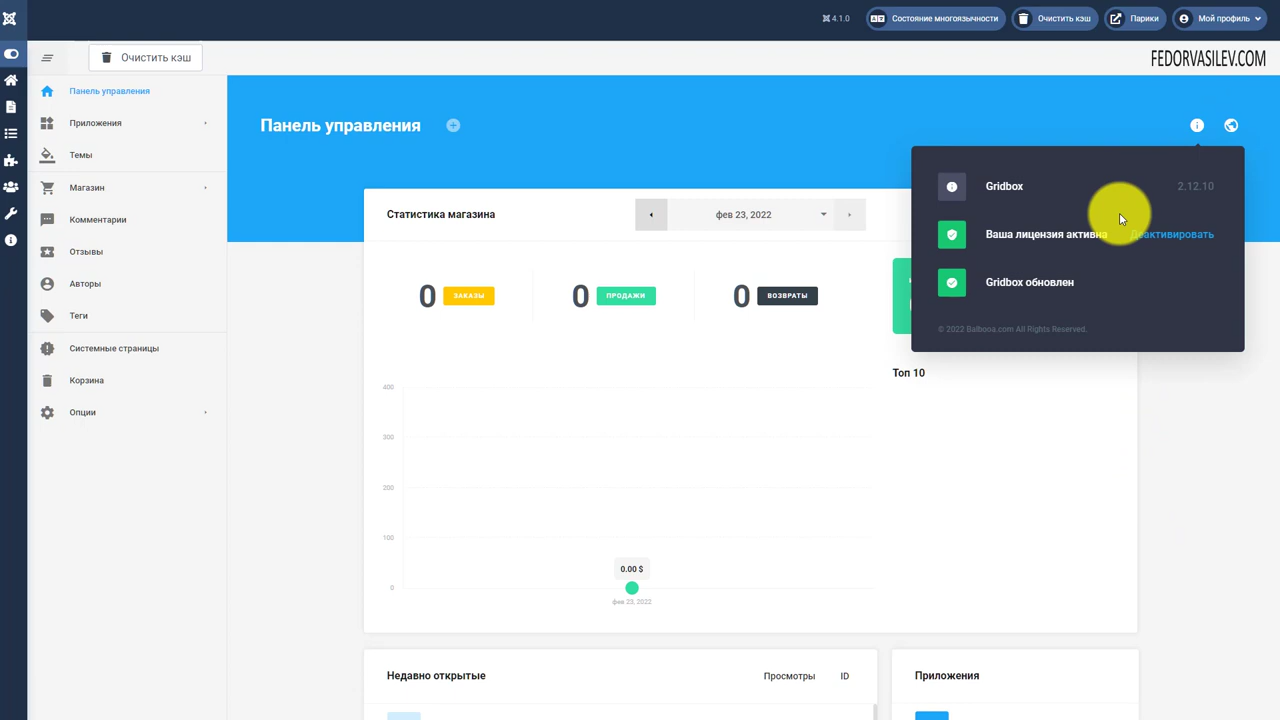 4.1.0
Состояние многоязычности
Очистить кэш
Парики
Мой профиль
Очистить кэш
FEDORVASILEV.COM
Панель управления
Приложения
Темы
Магазин
Комментарии
Отзывы
Авторы
Теги
Системные страницы
Корзина
Опции
Панель управления
Gridbox
2.12.10
Ваша лицензия активна
Деактивировать
Gridbox обновлен
© 2022 Balbooa.com All Rights Reserved.
Статистика магазина
фев 23, 2022
0 ЗАКАЗЫ
0 ПРОДАЖИ
0 ВОЗВРАТЫ
Топ 10
400
300
200
100
0
0.00 $
фев 23, 2022
Недавно открытые
Просмотры
ID
Приложения